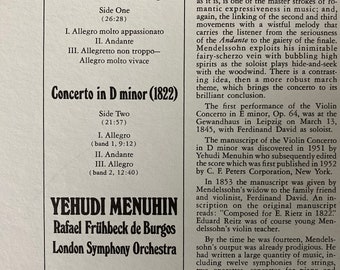 Side One
(26:28)
I. Allegro molto appassionato
II. Andante
III. Allegretto non troppo—
Allegro molto vivace
Concerto in D minor (1822)
Side Two
(21:57)
I. Allegro
(band 1, 9:12)
II. Andante
III. Allegro
(band 2, 12:40)
YEHUDI MENUHIN
Rafael Frühbeck de Burgos
London Symphony Orchestra
as it is, is one of the master strokes of ro-
mantic expressiveness in music; and,
again, the linking of the second and third
movements with a wistful melody that
carries the listener from the seriousness
of the Andante to the gaiety of the finale.
Mendelssohn exploits his inimitable
fairy-scherzo vein with bubbling high
spirits as the soloist plays hide-and-seek
with the woodwind. There is a contrast-
ing idea, then a more robust march
theme, which brings the concerto to its
brilliant conclusion.
The first performance of the Violin
Concerto in E minor, Op. 64, was at the
Gewandhaus in Leipzig on March 13,
1845, with Ferdinand David as soloist.
The manuscript of the Violin Concerto
in D minor was discovered in 1951 by
Yehudi Menuhin who subsequently edited
the score which was first published in 1952
by C. F. Peters Corporation, New York.
In 1853 the manuscript was given by
Mendelssohn's widow to the family friend
and violinist, Ferdinand David. An in-
scription on the original manuscript
reads: "Composed for E. Rietz in 1822."
Eduard Rietz was of course young Men-
delssohn's violin teacher.
By the time he was fourteen, Mendels-
sohn's output was already prodigious. He
had written a large quantity of music, in-
cluding twelve symphonies for strings,